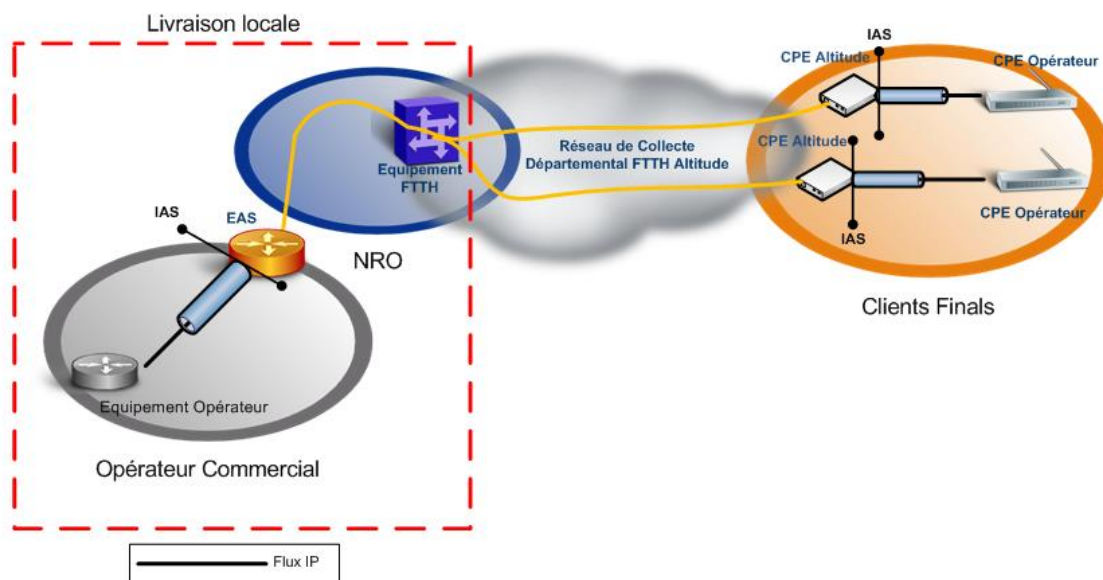 Livraison locale
IAS
CPE Altitude
CPE Opérateur
Equipement
FTTH
Réseau de Collecte
Départemental FTTH Altitude
CPE Altitude
IAS
CPE Opérateur
IAS
EAS
NRO
Clients Finals
Equipement Opérateur
Opérateur Commercial
Flux IP